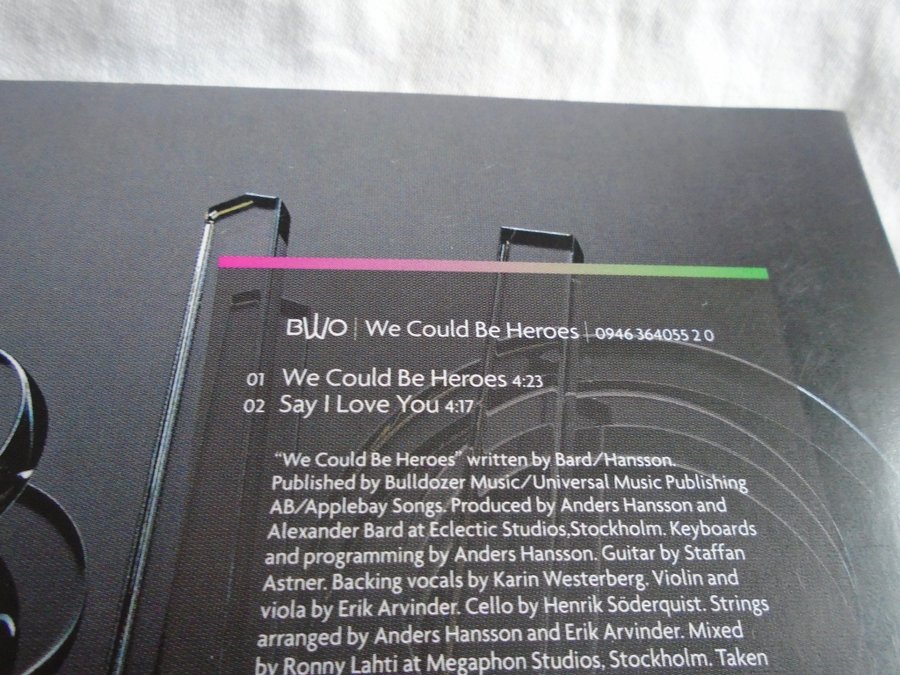 BWO | We Could Be Heroes | 0946 364055 2 0
01 We Could Be Heroes 4:23
02 Say I Love You 4:17
“We Could Be Heroes” written by Bard/Hansson.
Published by Bulldozer Music/Universal Music Publishing
AB/Applebay Songs. Produced by Anders Hansson and
Alexander Bard at Eclectic Studios,Stockholm. Keyboards
and programming by Anders Hansson. Guitar by Staffan
Astner. Backing vocals by Karin Westerberg. Violin and
viola by Erik Arvinder. Cello by Henrik Söderquist. Strings
arranged by Anders Hansson and Erik Arvinder. Mixed
by Ronny Lahti at Megaphon Studios, Stockholm. Taken